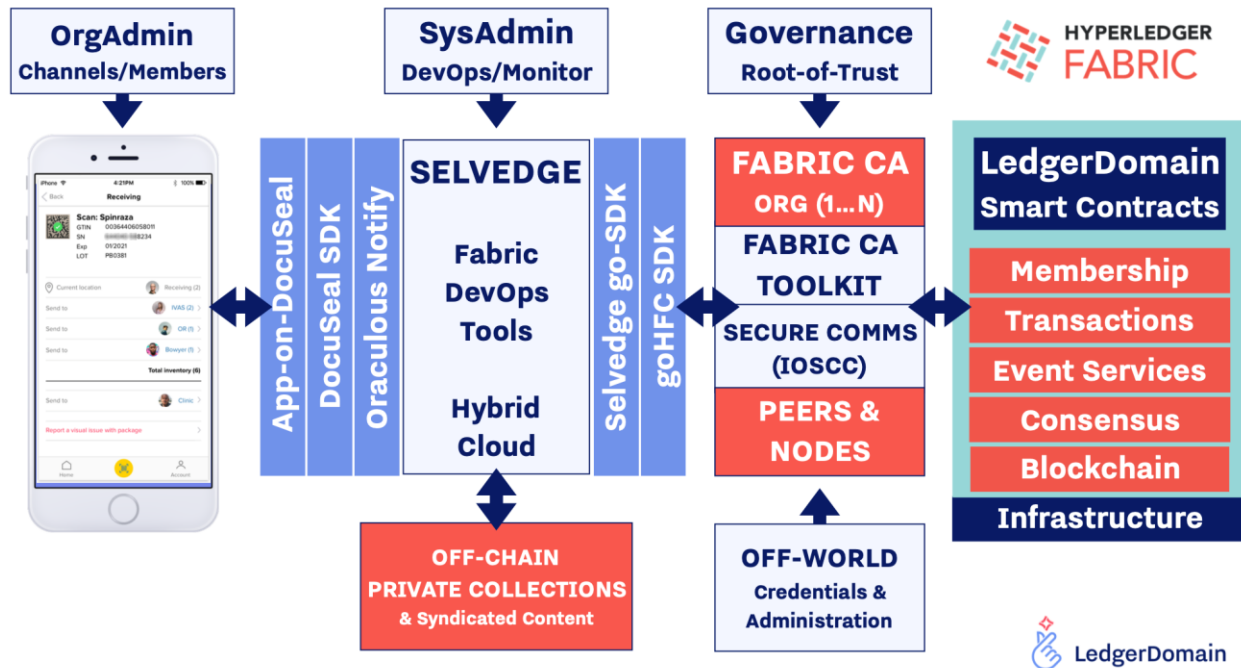 OrgAdmin
Channels/Members
SysAdmin
DevOps/Monitor
Governance
Root-of-Trust
HYPERLEDGER
FABRIC
iPhone
4:21PM
100%
Back
Receiving
Scan: Spinraza
GTIN 00364406058011
SN
Exp 01/2021
LOT PB0381
Current location Receiving (2)
Send to IVAS (2)
Send to OR (1)
Send to Bowyer (1)
Total inventory (6)
Send to Clinic
Report a visual issue with package
Home
Account
App-on-DocuSeal
DocuSeal SDK
Oraculous Notify
SELVEDGE
Fabric
DevOps
Tools
Hybrid
Cloud
Selvedge go-SDK
goHFC SDK
FABRIC CA
ORG (1...N)
FABRIC CA
TOOLKIT
SECURE COMMS
(IOSCC)
PEERS &
NODES
LedgerDomain
Smart Contracts
Membership
Transactions
Event Services
Consensus
Blockchain
Infrastructure
OFF-CHAIN
PRIVATE COLLECTIONS
& Syndicated Content
OFF-WORLD
Credentials &
Administration
LedgerDomain